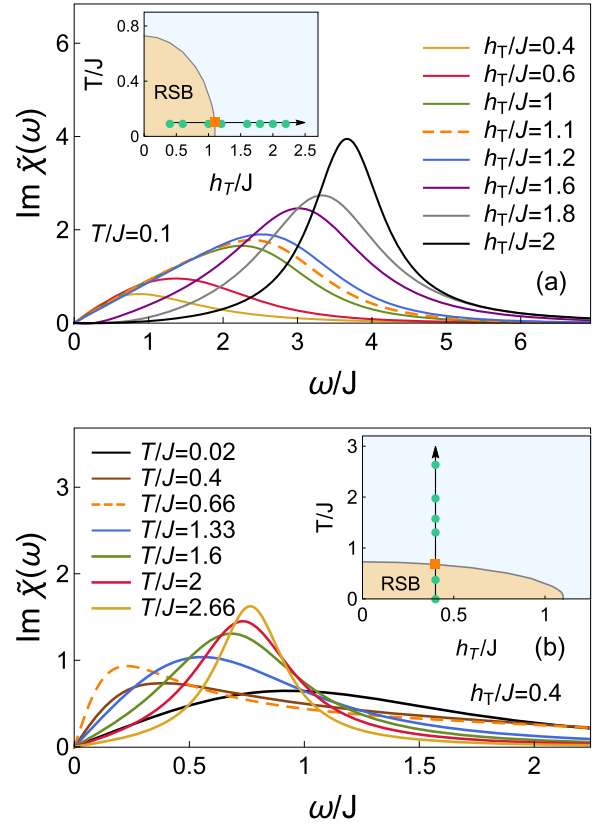 6
4
2
0
0
1
2
3
4
5
6
Im χ̃(ω)
ω/J
T/J=0.1
(a)
0.8
0.4
0
0
0.5
1
1.5
2
2.5
T/J
h_T/J
RSB
h_T/J=0.4
h_T/J=0.6
h_T/J=1
h_T/J=1.1
h_T/J=1.2
h_T/J=1.6
h_T/J=1.8
h_T/J=2
3
2
1
0
0
0.5
1
1.5
2
Im χ̃(ω)
ω/J
T/J=0.02
T/J=0.4
T/J=0.66
T/J=1.33
T/J=1.6
T/J=2
T/J=2.66
3
2
1
0
0
0.5
1
T/J
h_T/J
RSB
(b)
h_T/J=0.4